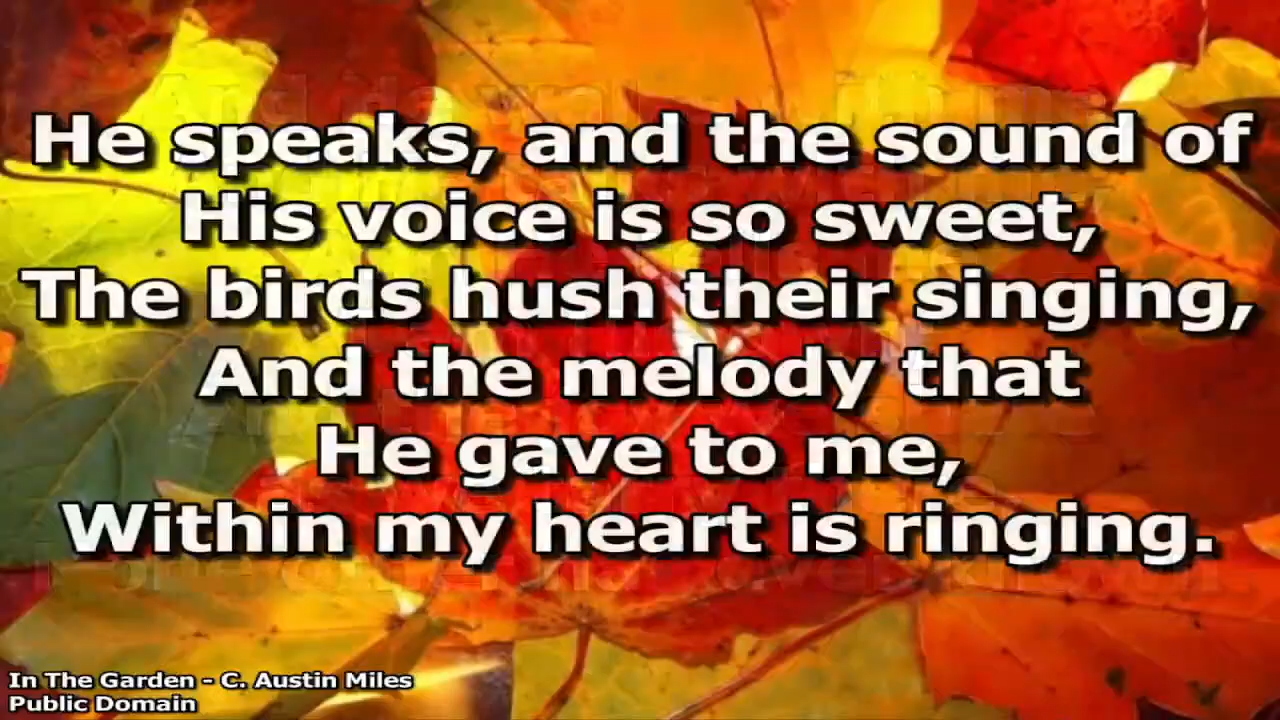 He speaks, and the sound of
His voice is so sweet,
The birds hush their singing,
And the melody that
He gave to me,
Within my heart is ringing.
In The Garden - C. Austin Miles
Public Domain